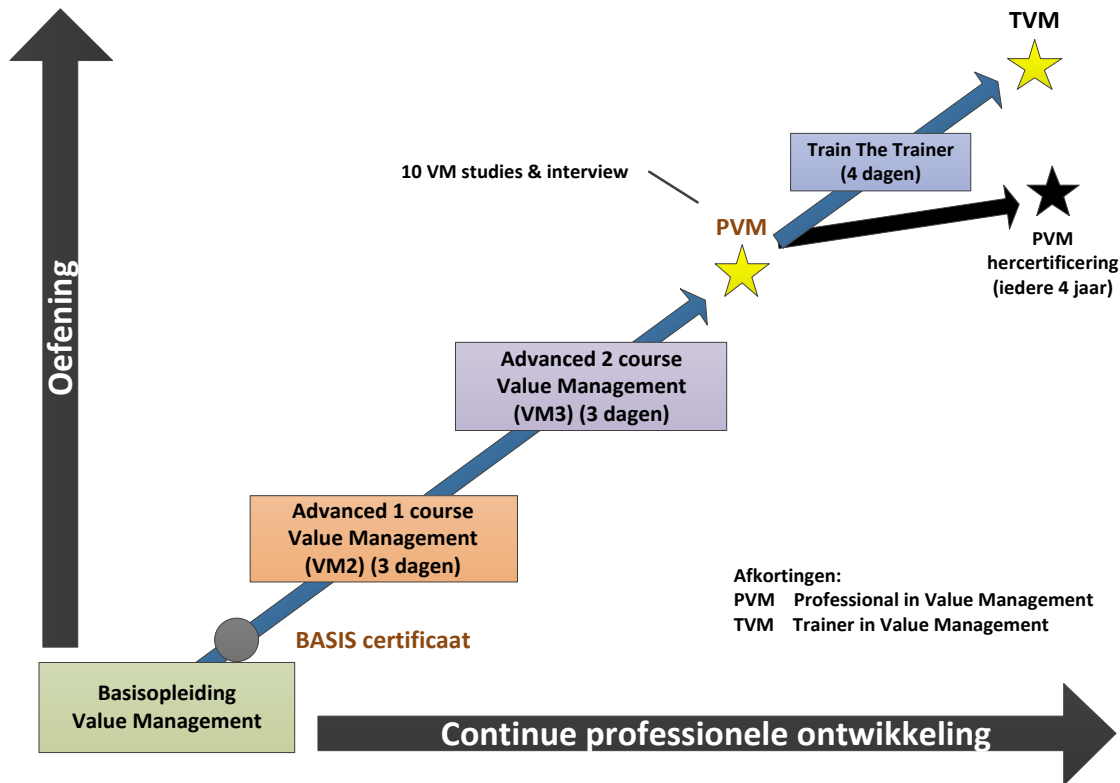 TVM
Train The Trainer
(4 dagen)
10 VM studies & interview
PVM
PVM
hercertificering
(iedere 4 jaar)
Oefening
Advanced 2 course
Value Management
(VM3) (3 dagen)
Advanced 1 course
Value Management
(VM2) (3 dagen)
Afkortingen:
PVM Professional in Value Management
TVM Trainer in Value Management
BASIS certificaat
Basisopleiding
Value Management
Continue professionele ontwikkeling